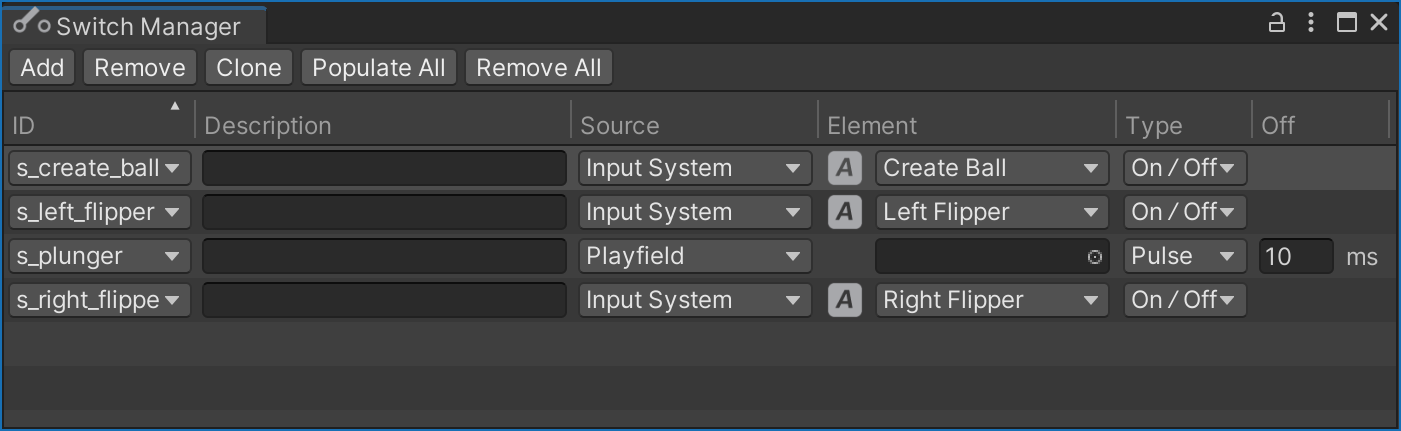 Switch Manager
Add Remove Clone Populate All Remove All
ID Description Source Element Type Off
s_create_ball Input System A Create Ball On / Off
s_left_flipper Input System A Left Flipper On / Off
s_plunger Playfield Pulse 10 ms
s_right_flippe Input System A Right Flipper On / Off